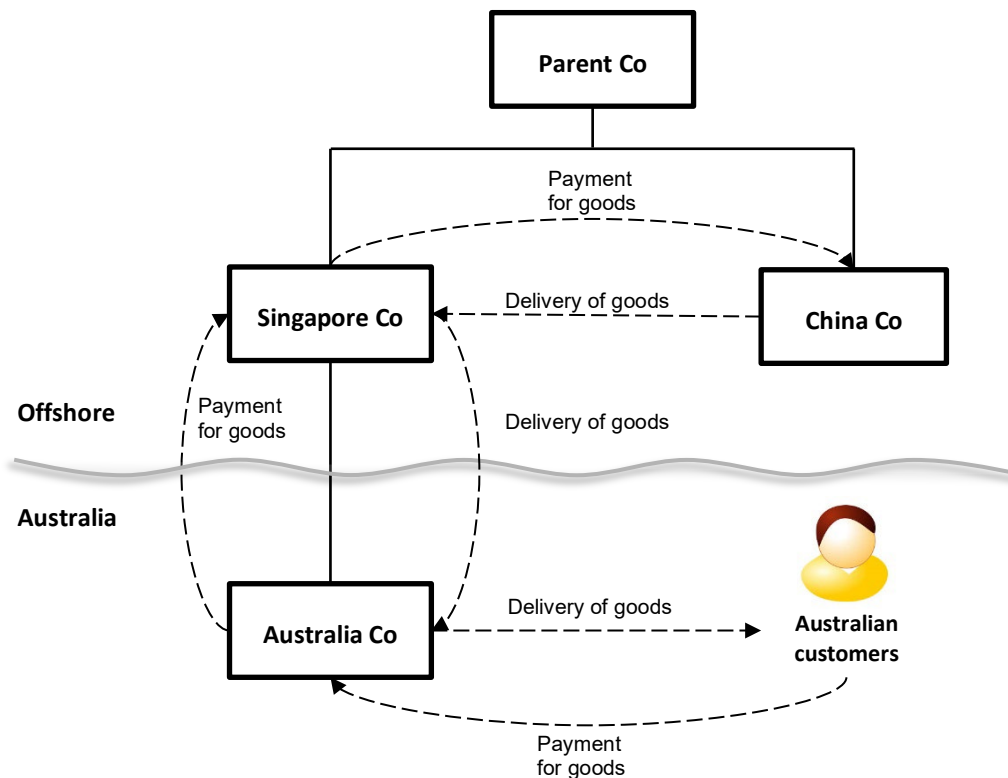 Parent Co
Payment
for goods
Singapore Co
Delivery of goods
China Co
Offshore
Payment
for goods
Delivery of goods
Australia
Australia Co
Delivery of goods
Australian
customers
Payment
for goods